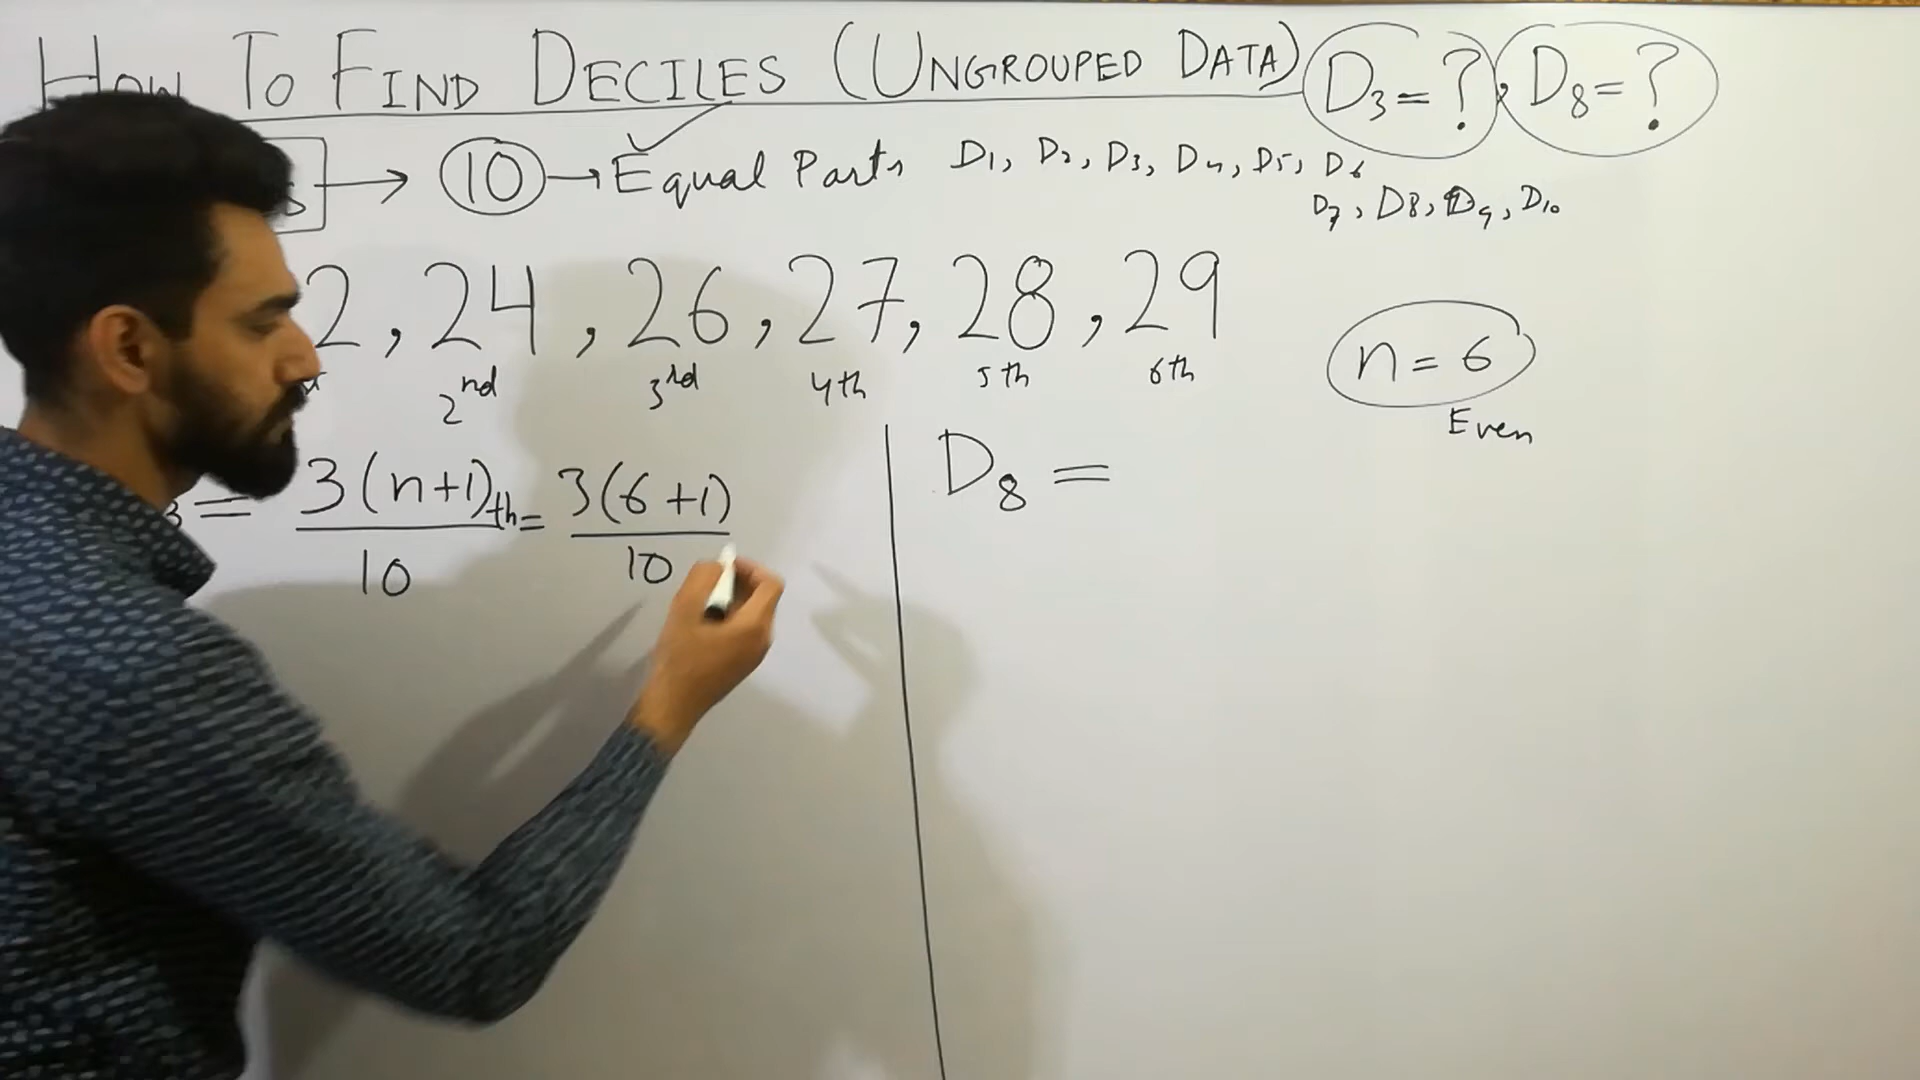 How To FIND DECILES (UNGROUPED DATA) D3 = ?, D8 = ?
→ 10 → Equal Parts D1, D2, D3, D4, D5, D6
D7, D8, D9, D10
2, 24, 26, 27, 28, 29
2nd 3rd 4th 5th 6th
n = 6
Even
3 = 3(n+1)th/10 = 3(6+1)/10
D8 =